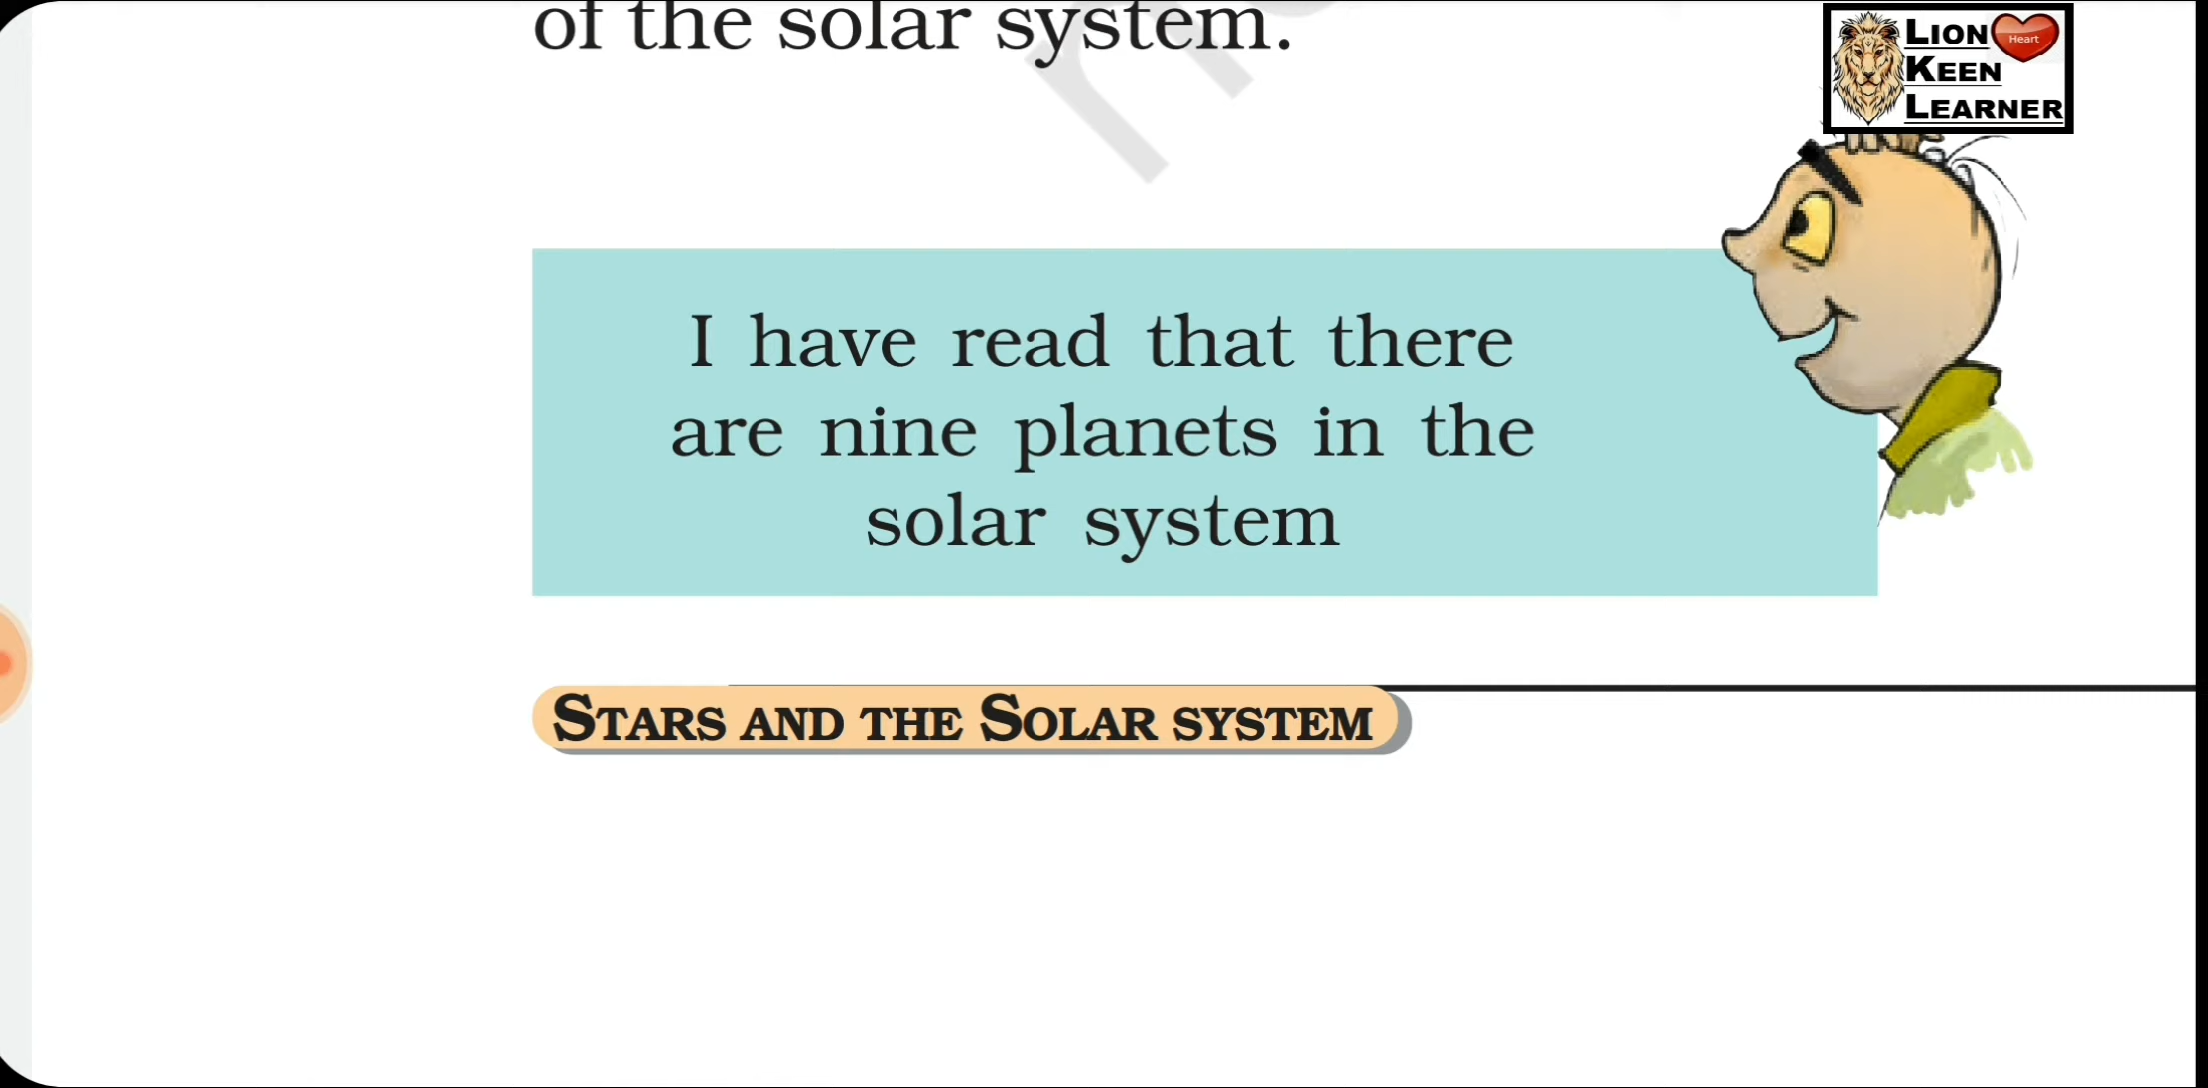 of the solar system.
LION Heart
KEEN
LEARNER
I have read that there
are nine planets in the
solar system
STARS AND THE SOLAR SYSTEM